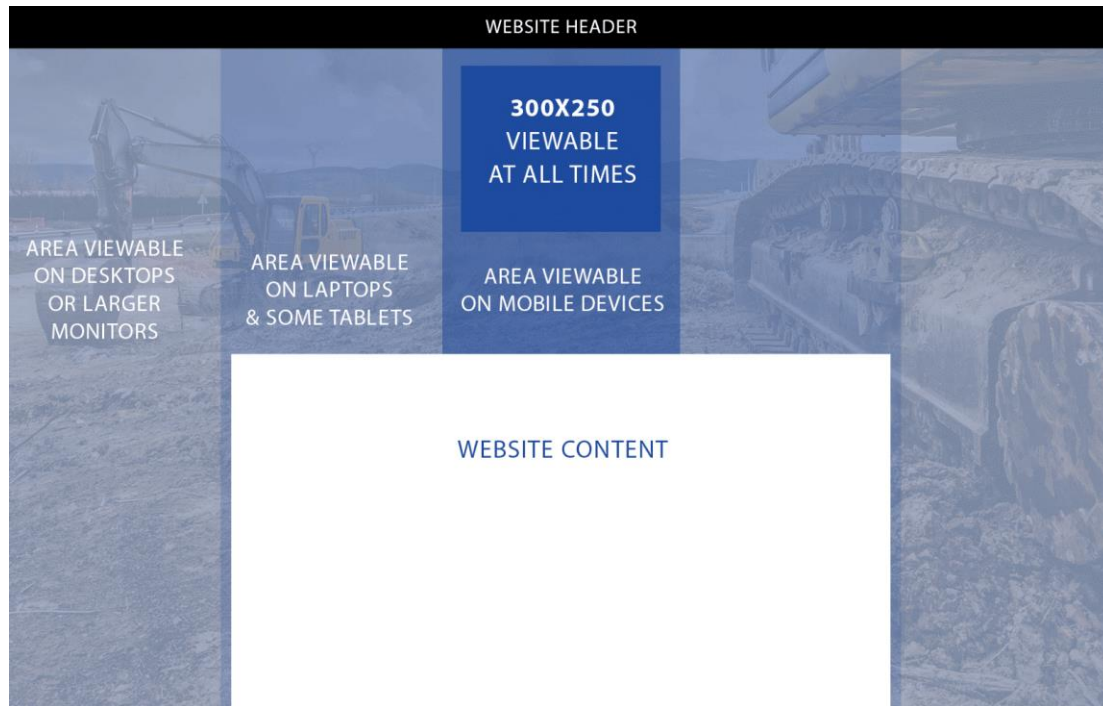 WEBSITE HEADER
300X250
VIEWABLE
AT ALL TIMES
AREA VIEWABLE
ON DESKTOPS
OR LARGER
MONITORS
AREA VIEWABLE
ON LAPTOPS
& SOME TABLETS
AREA VIEWABLE
ON MOBILE DEVICES
WEBSITE CONTENT